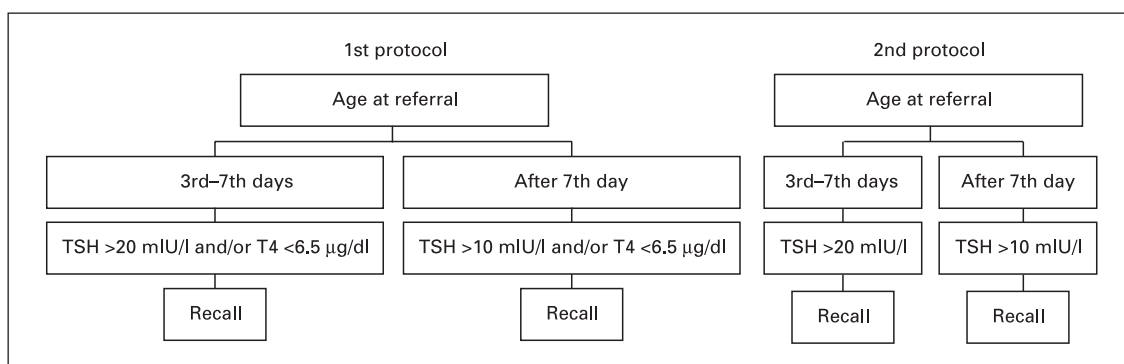 1st protocol
Age at referral
3rd–7th days
After 7th day
TSH >20 mIU/l and/or T4 <6.5 μg/dl
TSH >10 mIU/l and/or T4 <6.5 μg/dl
Recall
Recall
2nd protocol
Age at referral
3rd–7th days
After 7th day
TSH >20 mIU/l
TSH >10 mIU/l
Recall
Recall